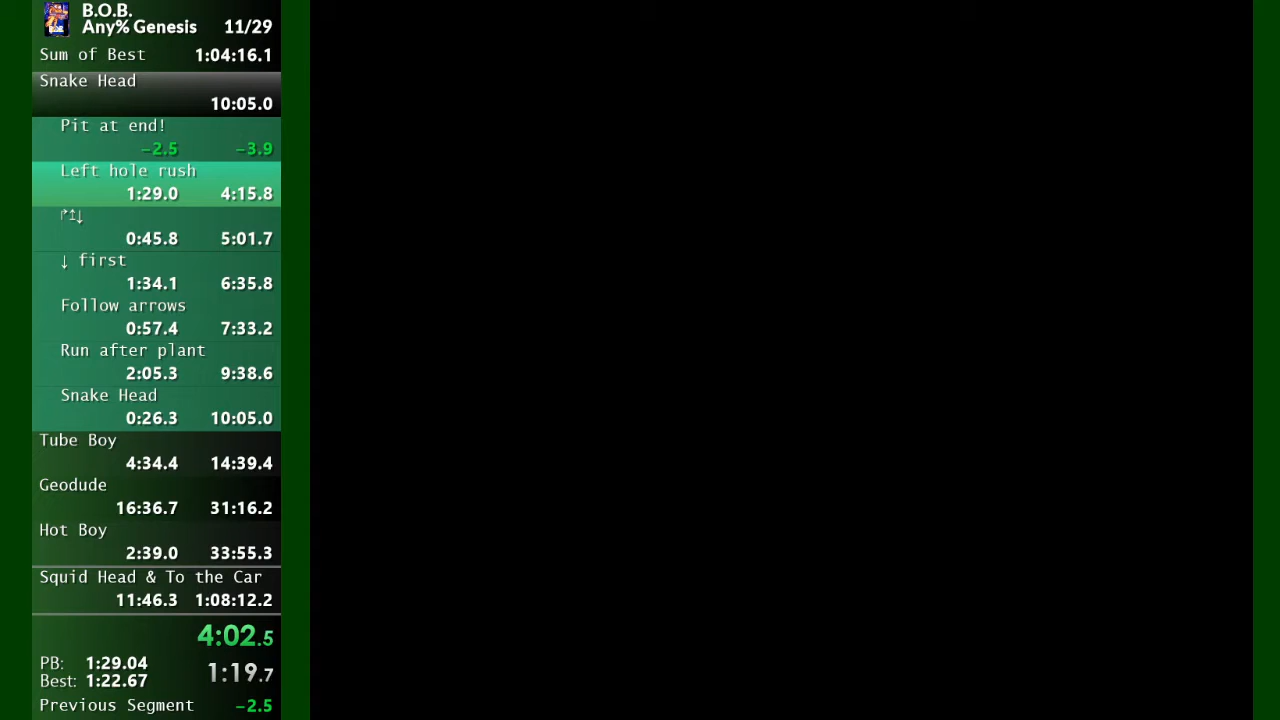 B.O.B.
Any% Genesis 11/29
Sum of Best 1:04:16.1
Snake Head
10:05.0
Pit at end!
−2.5 −3.9
Left hole rush
1:29.0 4:15.8
↱↥↓
0:45.8 5:01.7
↓ first
1:34.1 6:35.8
Follow arrows
0:57.4 7:33.2
Run after plant
2:05.3 9:38.6
Snake Head
0:26.3 10:05.0
Tube Boy
4:34.4 14:39.4
Geodude
16:36.7 31:16.2
Hot Boy
2:39.0 33:55.3
Squid Head & To the Car
11:46.3 1:08:12.2
4:02.5
PB: 1:29.04
Best: 1:22.67
1:19.7
Previous Segment −2.5